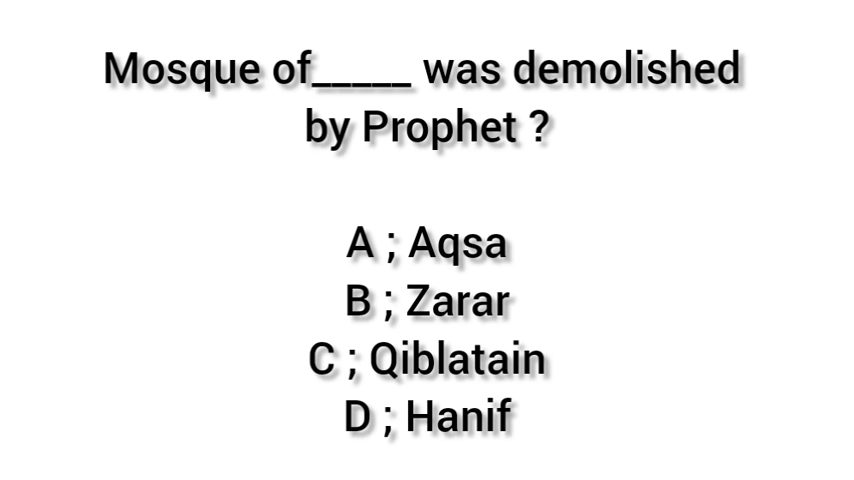 Mosque of_____ was demolished
by Prophet ?
A ; Aqsa
B ; Zarar
C ; Qiblatain
D ; Hanif